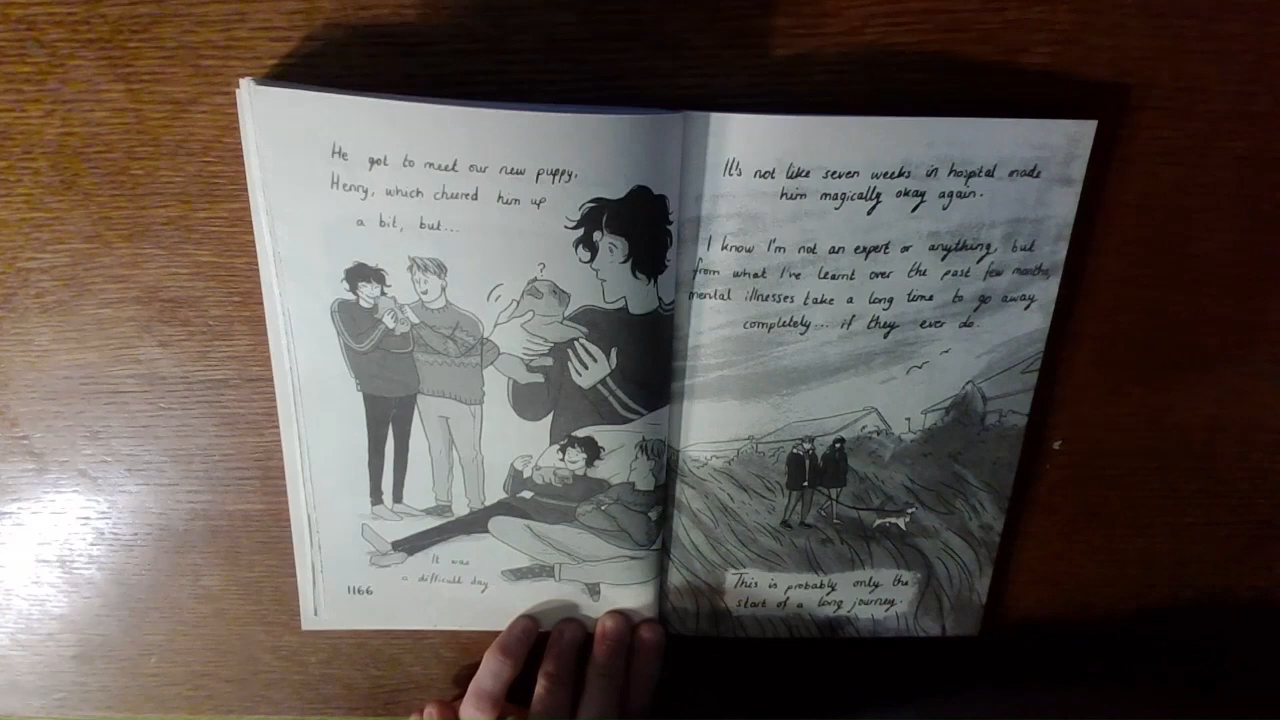 He got to meet our new puppy,
Henry, which cheered him up
a bit, but...
?
It was
a difficult day
1166
It's not like seven weeks in hospital made
him magically okay again.
I know I'm not an expert or anything, but
from what I've learnt over the past few months,
mental illnesses take a long time to go away
completely... if they ever do.
This is probably only the
start of a long journey.